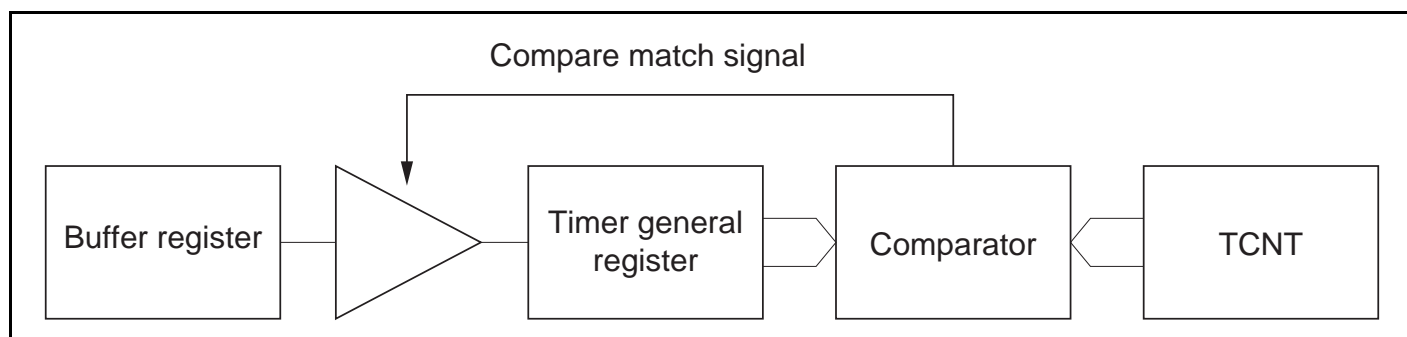 Compare match signal
Buffer register
Timer general
register
Comparator
TCNT